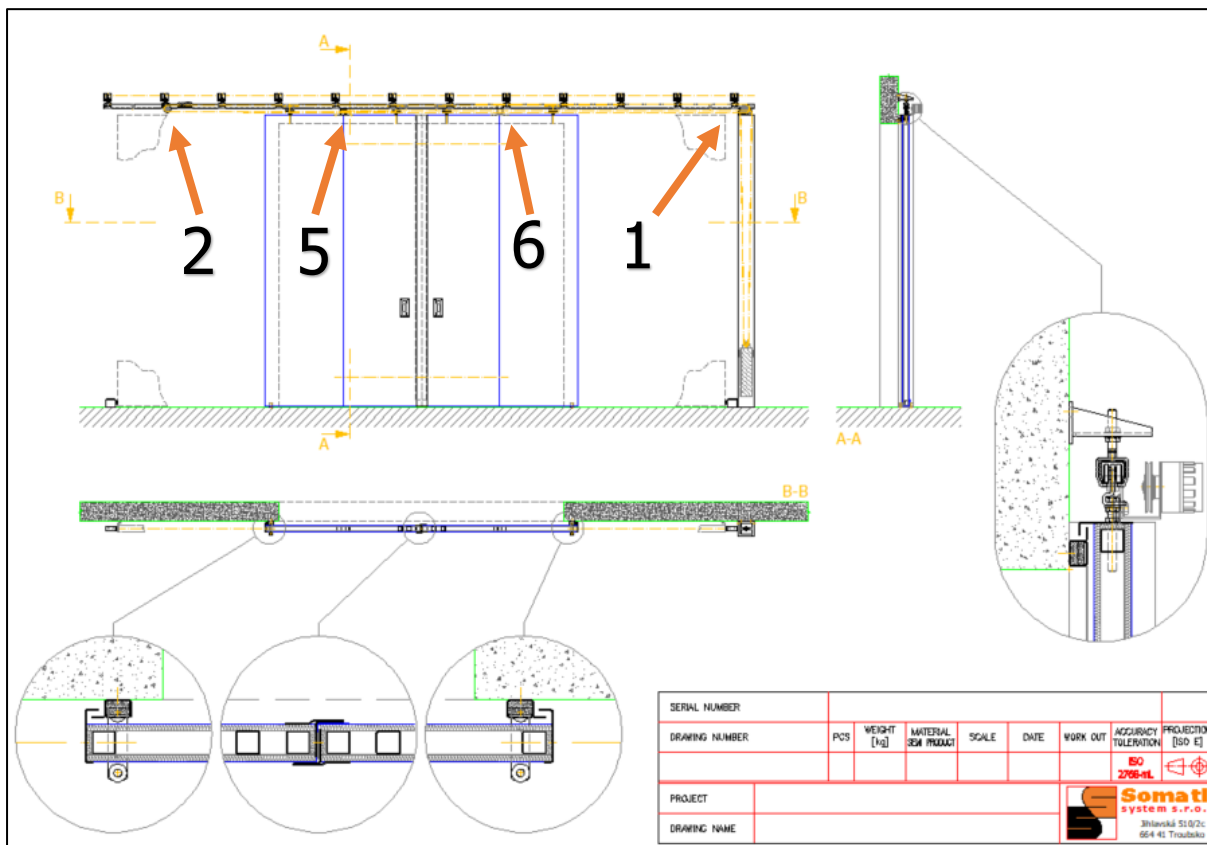 A
B
B
2
5
6
1
A
A-A
B-B
SERIAL NUMBER
DRAWING NUMBER
PCS
WEIGHT
[kg]
MATERIAL
SEMI PRODUCT
SCALE
DATE
WORK OUT
ACCURACY
TOLERATION
PROJECTION
[ISO E]
ISO
2768-mL
PROJECT
DRAWING NAME
Somati
system s.r.o.
Jihlavská 510/2c
664 41 Troubsko